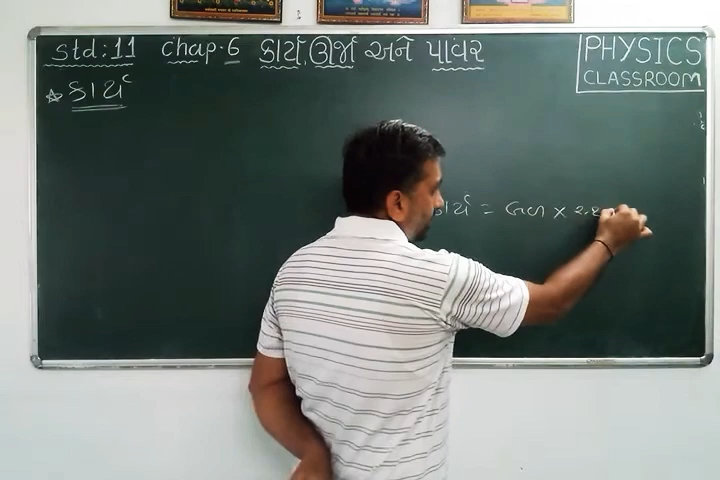 Std:11 Chap-6 કાર્ય, ઊર્જા અને પાવર
PHYSICS
CLASSROOM
☆ કાર્ય
કાર્ય = બળ ×